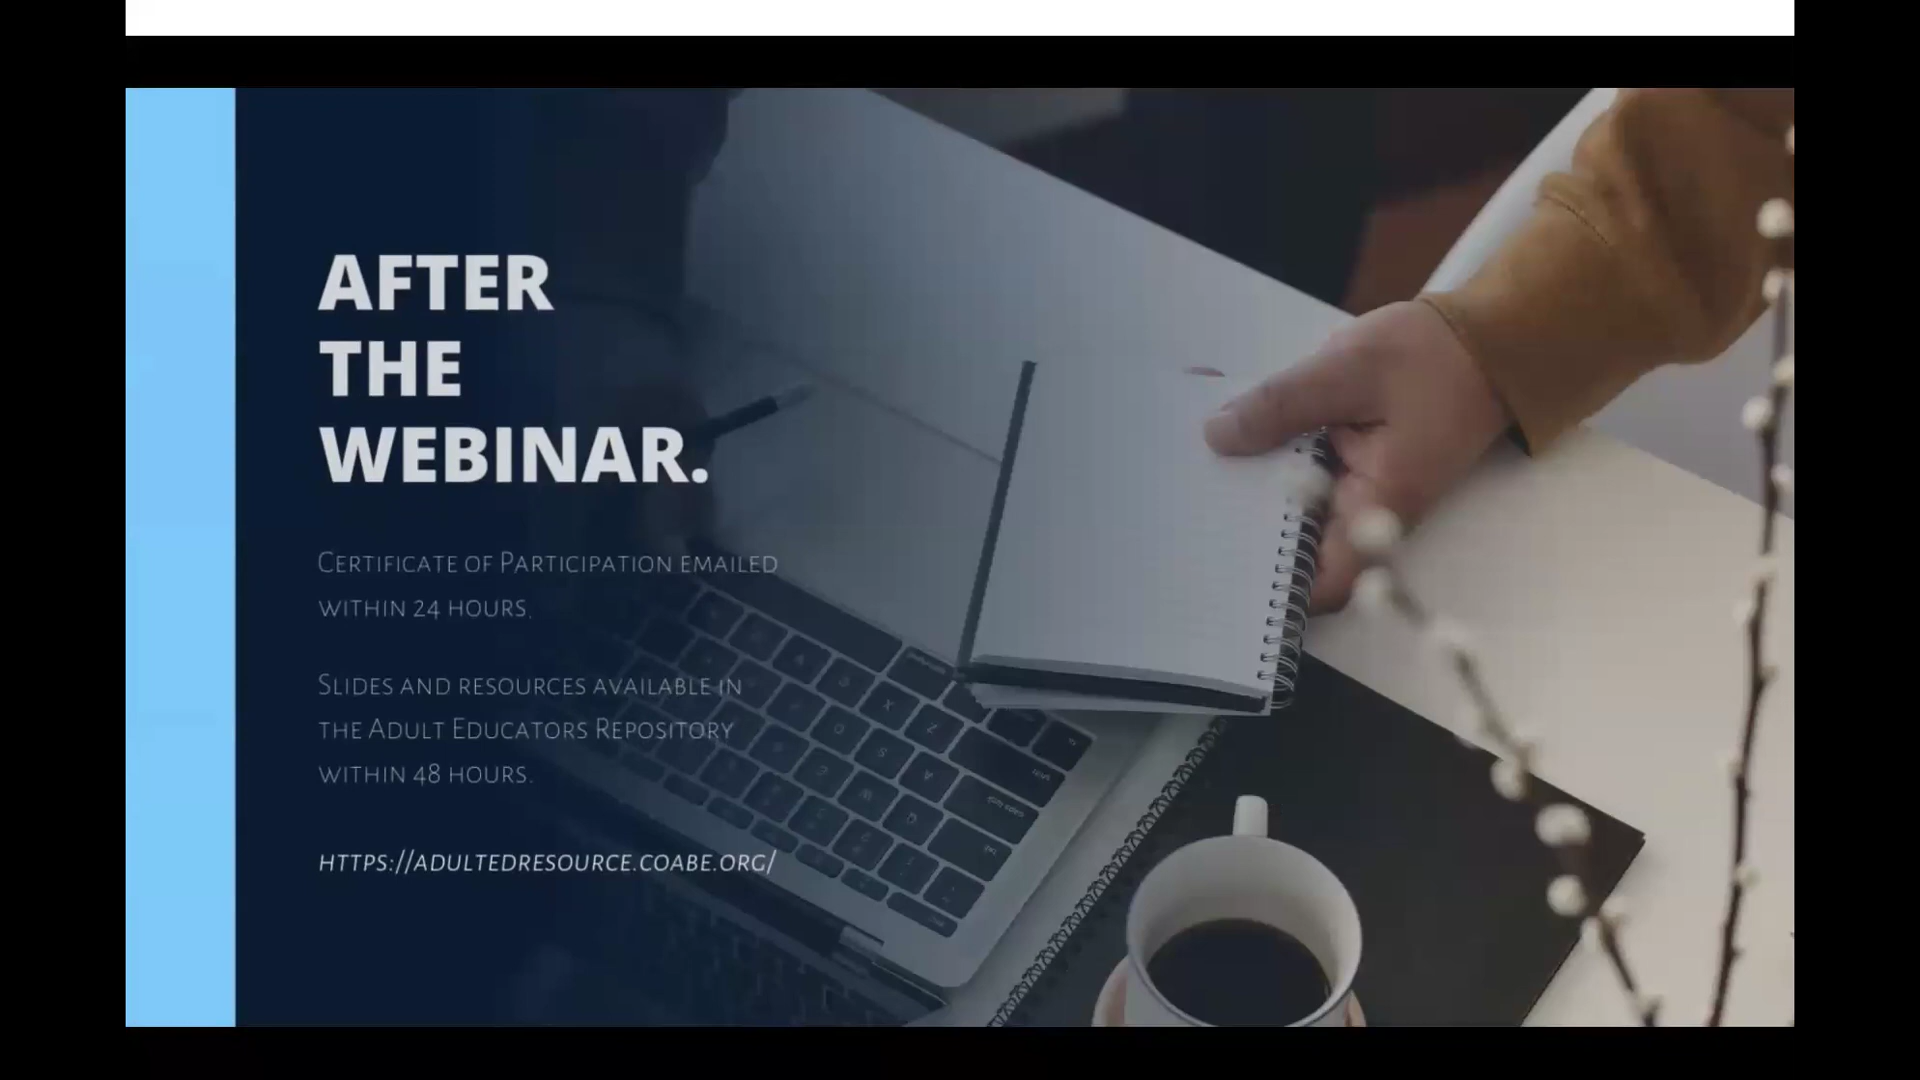 AFTER
THE
WEBINAR.
Certificate of Participation emailed
within 24 hours.
Slides and resources available in
the Adult Educators Repository
within 48 hours.
https://adultedresource.coabe.org/